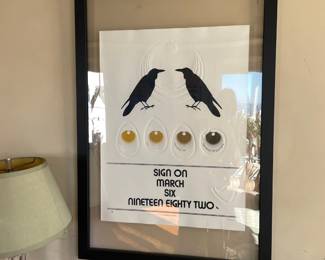 SIGN ON
MARCH
SIX
NINETEEN EIGHTY TWO